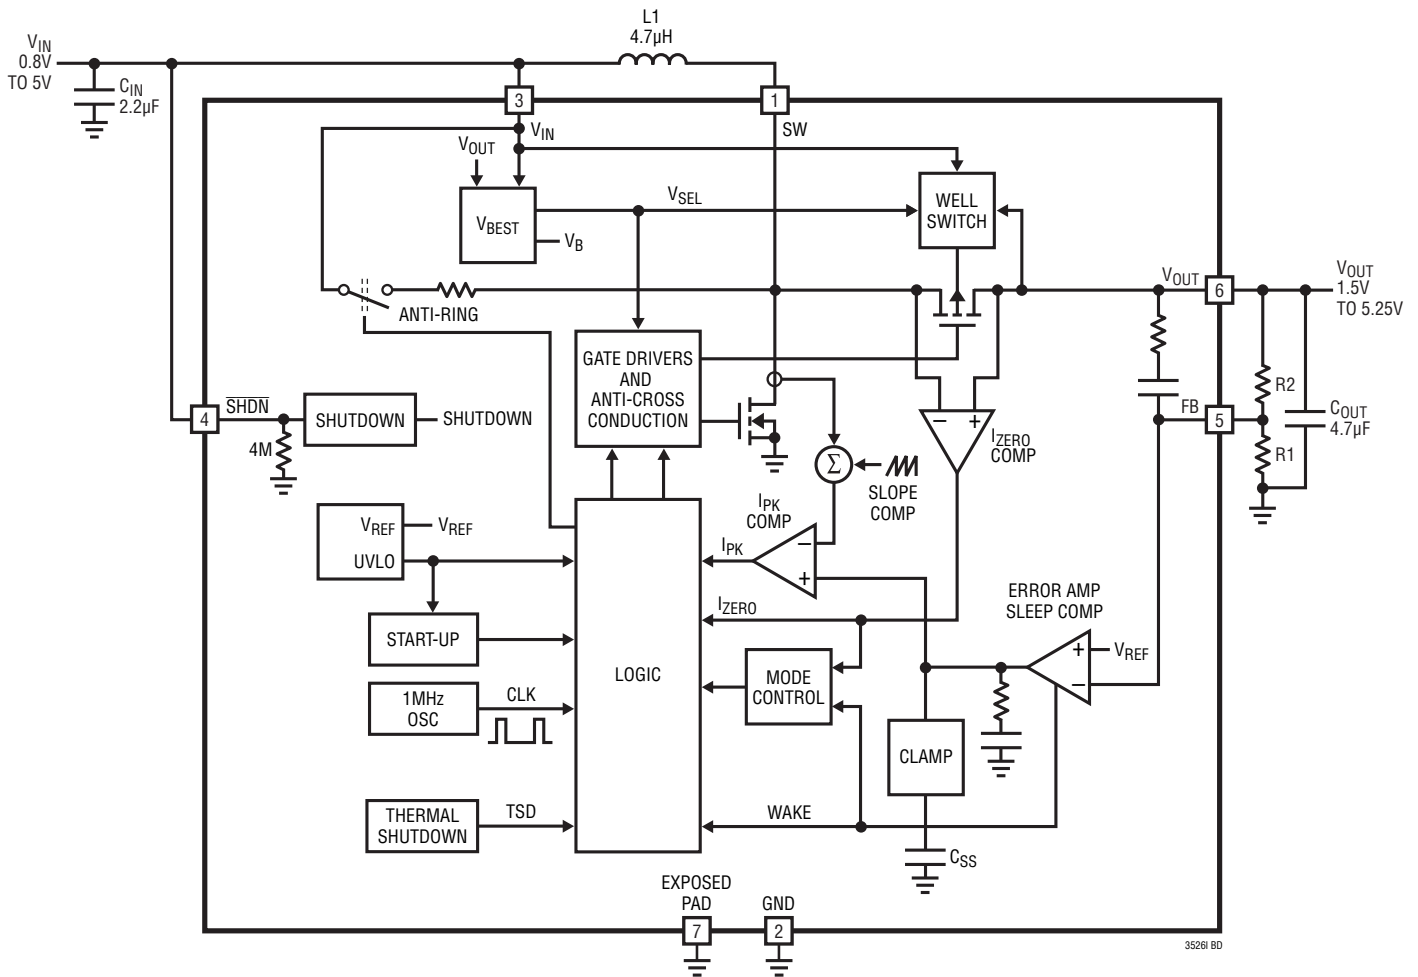 L1
4.7µH
VIN
0.8V
TO 5V
CIN
2.2µF
3
1
VIN
SW
VOUT
VBEST
VSEL
VB
WELL
SWITCH
VOUT
6
VOUT
1.5V
TO 5.25V
ANTI-RING
GATE DRIVERS
AND
ANTI-CROSS
CONDUCTION
R2
COUT
4.7µF
FB
5
R1
4
SHDN
SHUTDOWN
SHUTDOWN
4M
– +
IZERO
COMP
Σ
SLOPE
COMP
IPK
COMP
–
+
IPK
VREF
VREF
UVLO
IZERO
ERROR AMP
SLEEP COMP
+
–
VREF
START-UP
LOGIC
MODE
CONTROL
1MHz
OSC
CLK
CLAMP
THERMAL
SHUTDOWN
TSD
WAKE
CSS
EXPOSED
PAD
GND
7
2
3526I BD